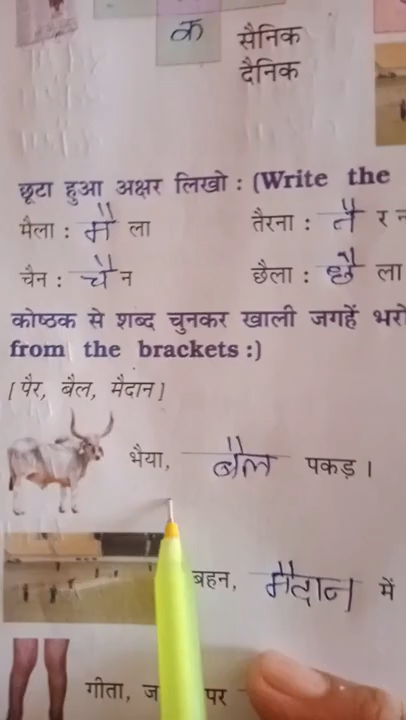 क सैनिक
दैनिक
छूटा हुआ अक्षर लिखो : (Write the
मैला : मै ला तैरना : तै र
चैन : चै न छैला : छै ला
कोष्ठक से शब्द चुनकर खाली जगहें भरो
from the brackets :)
[ पैर, बैल, मैदान ]
भैया, बैल पकड़ ।
बहन, मैदान में
गीता, ज पर